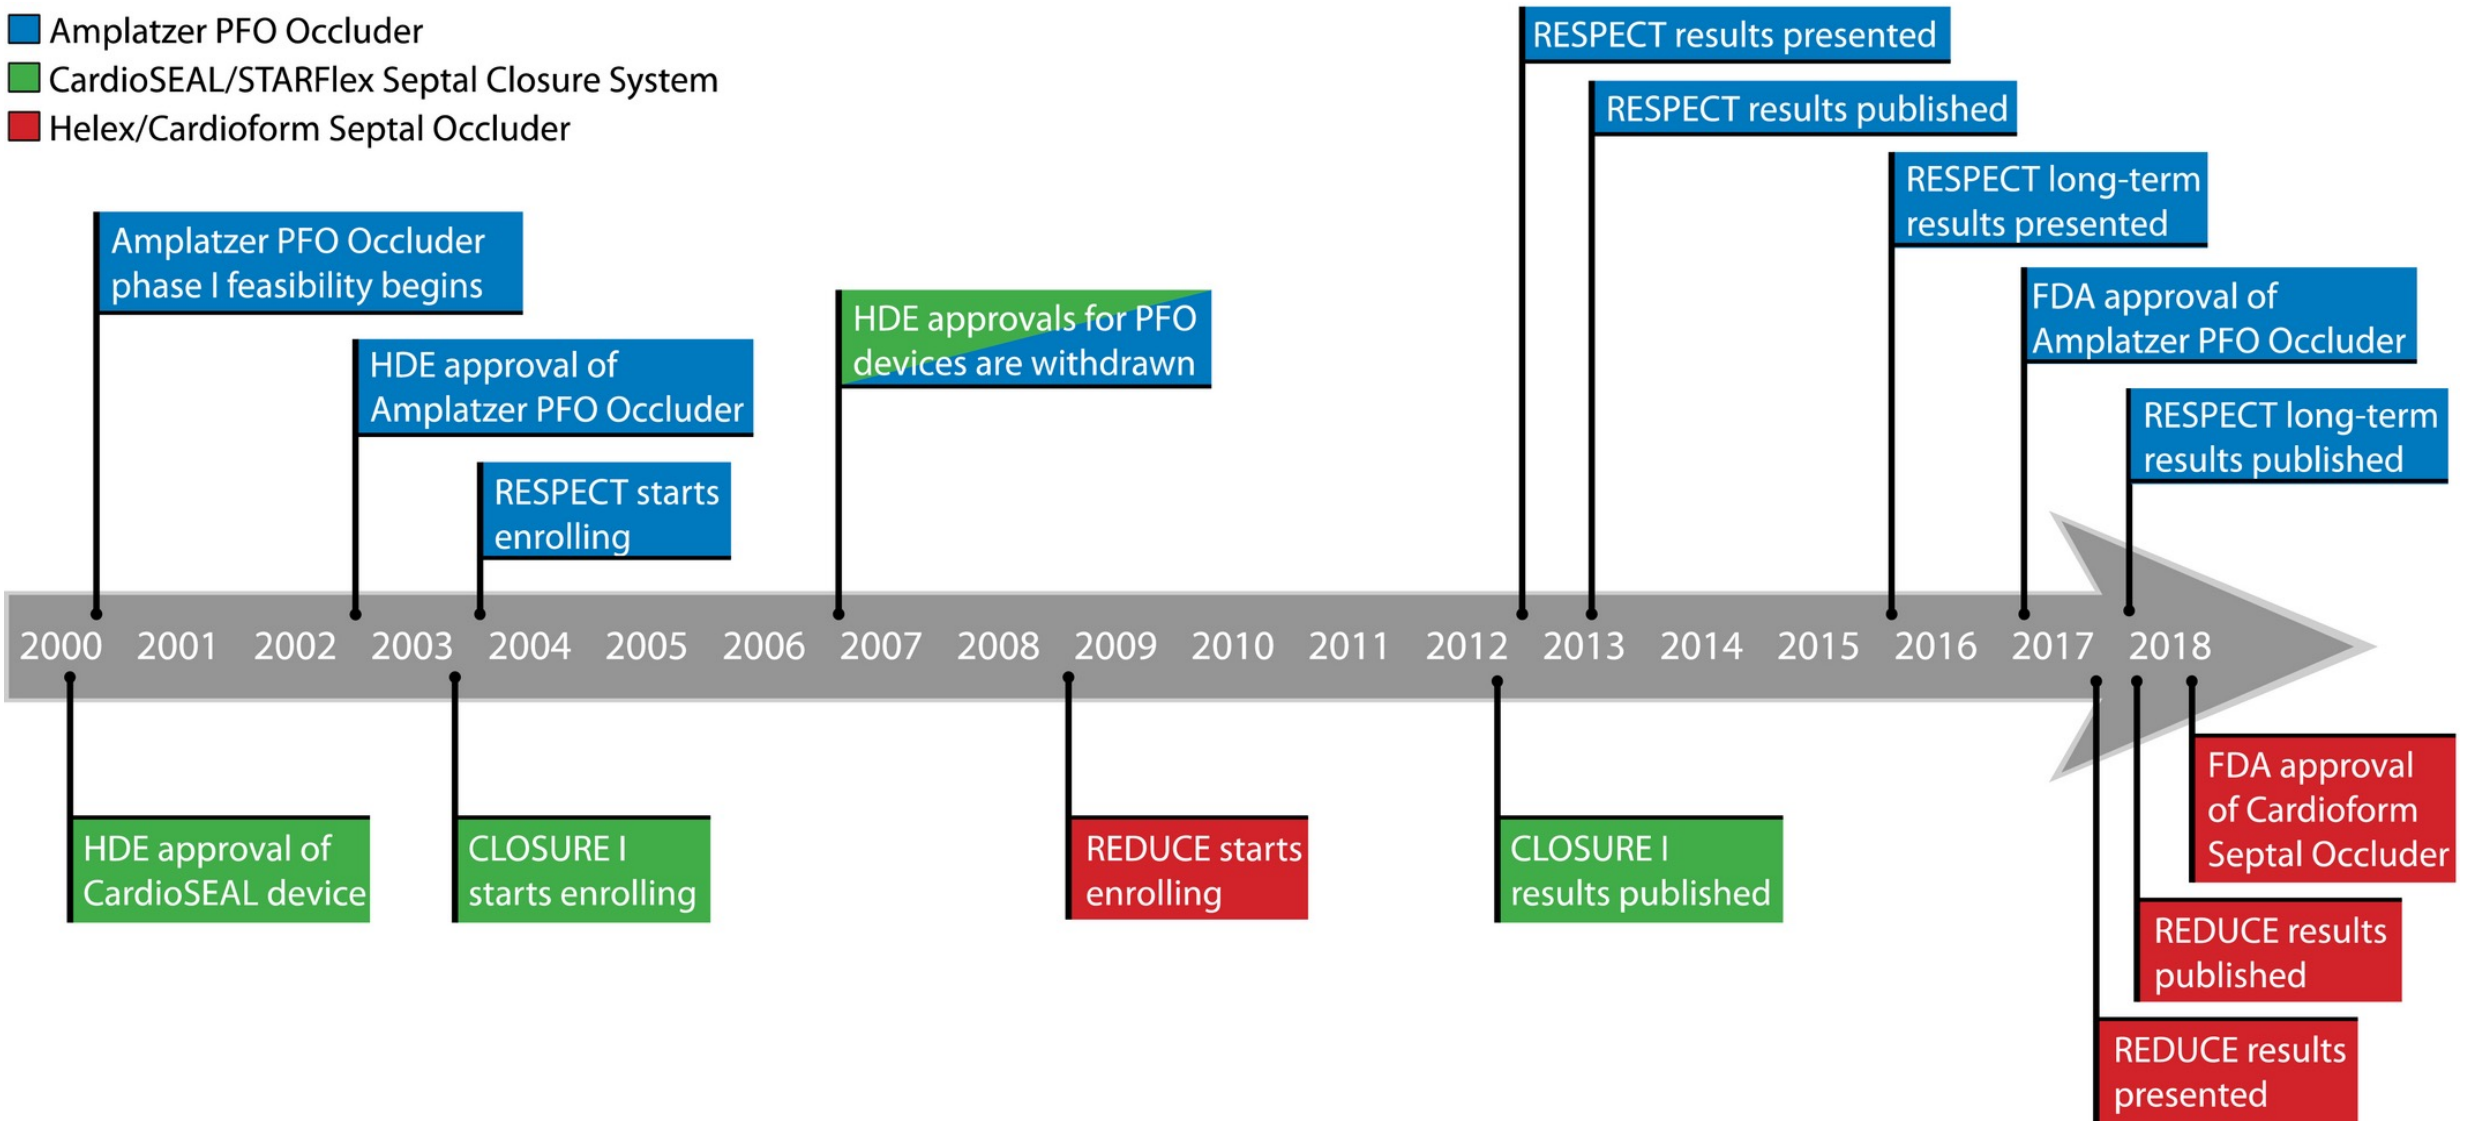 Amplatzer PFO Occluder
CardioSEAL/STARFlex Septal Closure System
Helex/Cardioform Septal Occluder
RESPECT results presented
RESPECT results published
RESPECT long-term
results presented
Amplatzer PFO Occluder
phase I feasibility begins
FDA approval of
Amplatzer PFO Occluder
HDE approvals for PFO
devices are withdrawn
HDE approval of
Amplatzer PFO Occluder
RESPECT long-term
results published
RESPECT starts
enrolling
2000 2001 2002 2003 2004 2005 2006 2007 2008 2009 2010 2011 2012 2013 2014 2015 2016 2017 2018
HDE approval of
CardioSEAL device
CLOSURE I
starts enrolling
REDUCE starts
enrolling
CLOSURE I
results published
FDA approval
of Cardioform
Septal Occluder
REDUCE results
published
REDUCE results
presented